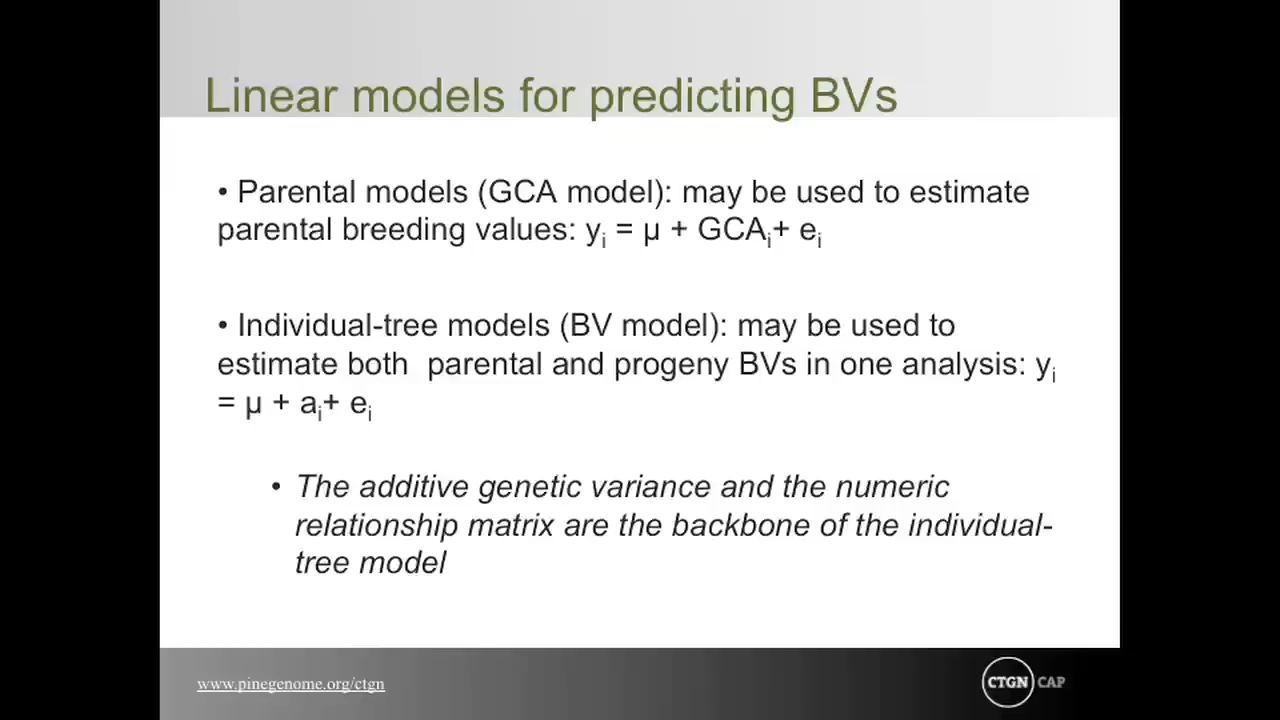 Linear models for predicting BVs
• Parental models (GCA model): may be used to estimate
parental breeding values: yᵢ = µ + GCAᵢ+ eᵢ
• Individual-tree models (BV model): may be used to
estimate both  parental and progeny BVs in one analysis: yᵢ
= µ + aᵢ+ eᵢ
• The additive genetic variance and the numeric
relationship matrix are the backbone of the individual-
tree model
www.pinegenome.org/ctgn
CTGN CAP